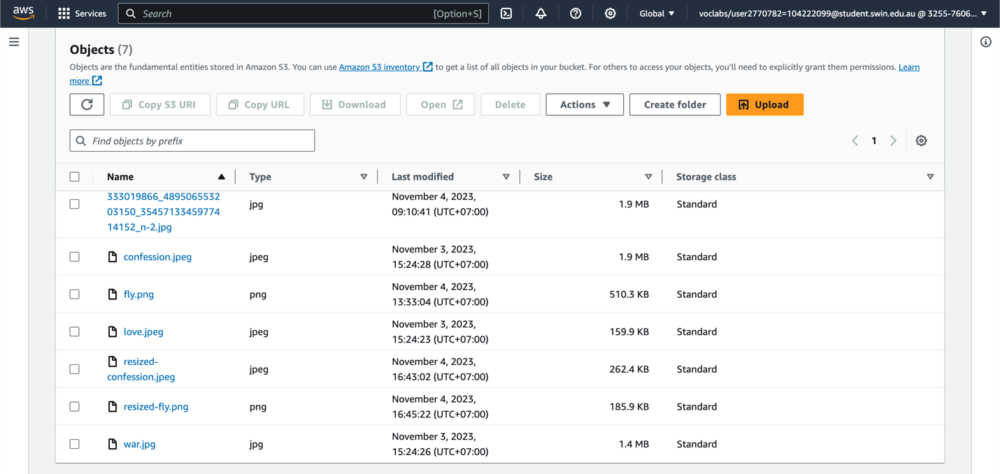 aws Services Search [Option+S] Global voclabs/user2770782=104222099@student.swin.edu.au @ 3255-7606...
Objects (7)
Objects are the fundamental entities stored in Amazon S3. You can use Amazon S3 inventory to get a list of all objects in your bucket. For others to access your objects, you'll need to explicitly grant them permissions. Learn
more
Copy S3 URI Copy URL Download Open Delete Actions Create folder Upload
Find objects by prefix 1
Name Type Last modified Size Storage class
333019866_4895065532
03150_35457133459774
14152_n-2.jpg
jpg
November 4, 2023,
09:10:41 (UTC+07:00)
1.9 MB
Standard
confession.jpeg
jpeg
November 3, 2023,
15:24:28 (UTC+07:00)
1.9 MB
Standard
fly.png
png
November 4, 2023,
13:33:04 (UTC+07:00)
510.3 KB
Standard
love.jpeg
jpeg
November 3, 2023,
15:24:23 (UTC+07:00)
159.9 KB
Standard
resized-
confession.jpeg
jpeg
November 4, 2023,
16:43:02 (UTC+07:00)
262.4 KB
Standard
resized-fly.png
png
November 4, 2023,
16:45:22 (UTC+07:00)
185.9 KB
Standard
war.jpg
jpg
November 3, 2023,
15:24:26 (UTC+07:00)
1.4 MB
Standard